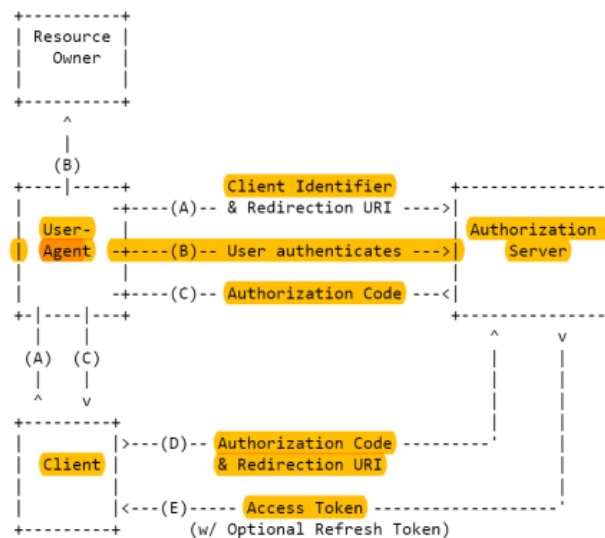 Resource
Owner
(B)
Client Identifier
(A) & Redirection URI
User-
Agent
(B) User authenticates
Authorization
Server
(C) Authorization Code
(A) (C)
(D) Authorization Code
& Redirection URI
Client
(E) Access Token
(w/ Optional Refresh Token)